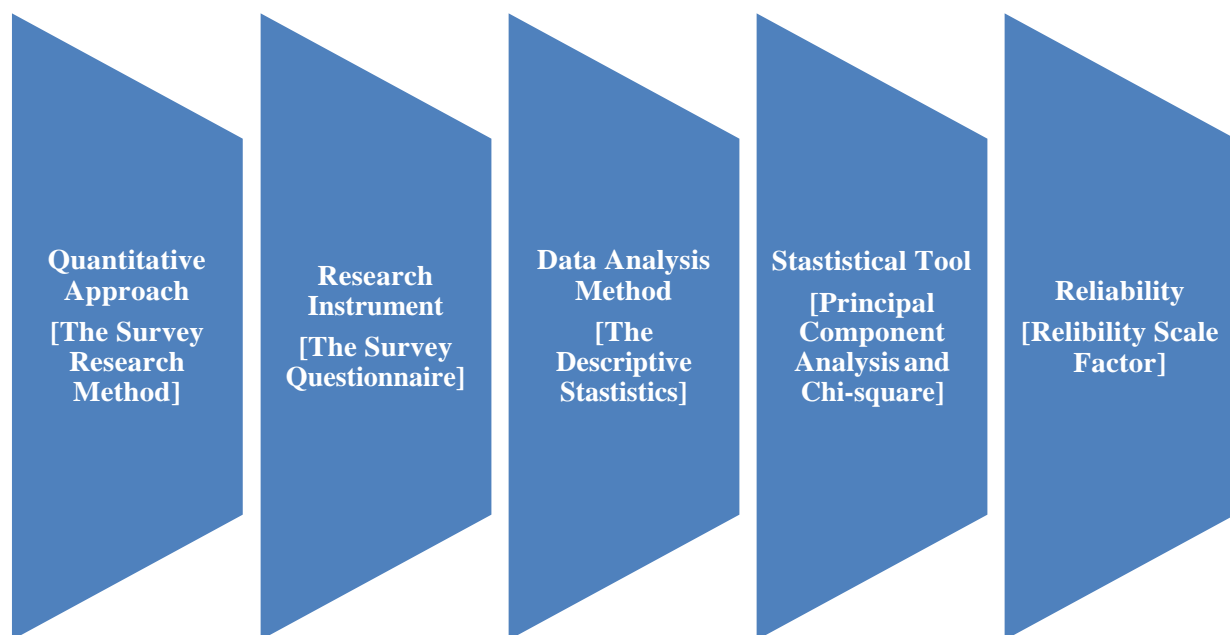 Quantitative
Approach
[The Survey
Research
Method]
Research
Instrument
[The Survey
Questionnaire]
Data Analysis
Method
[The
Descriptive
Stastistics]
Stastistical Tool
[Principal
Component
Analysis and
Chi-square]
Reliability
[Relibility Scale
Factor]